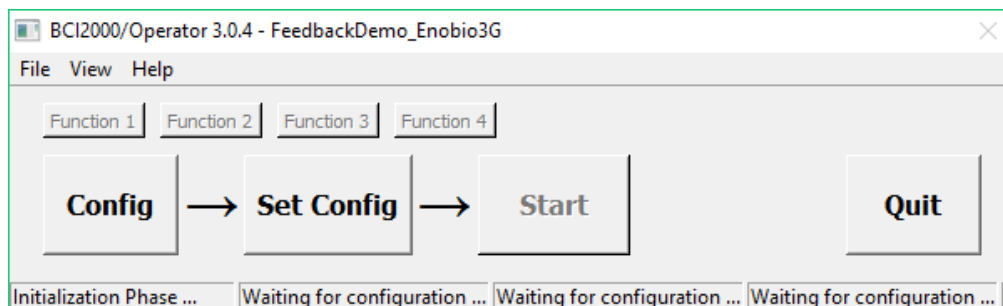 BCI2000/Operator 3.0.4 - FeedbackDemo_Enobio3G
File View Help
Function 1 Function 2 Function 3 Function 4
Config → Set Config → Start Quit
Initialization Phase ... Waiting for configuration ... Waiting for configuration ... Waiting for configuration ...